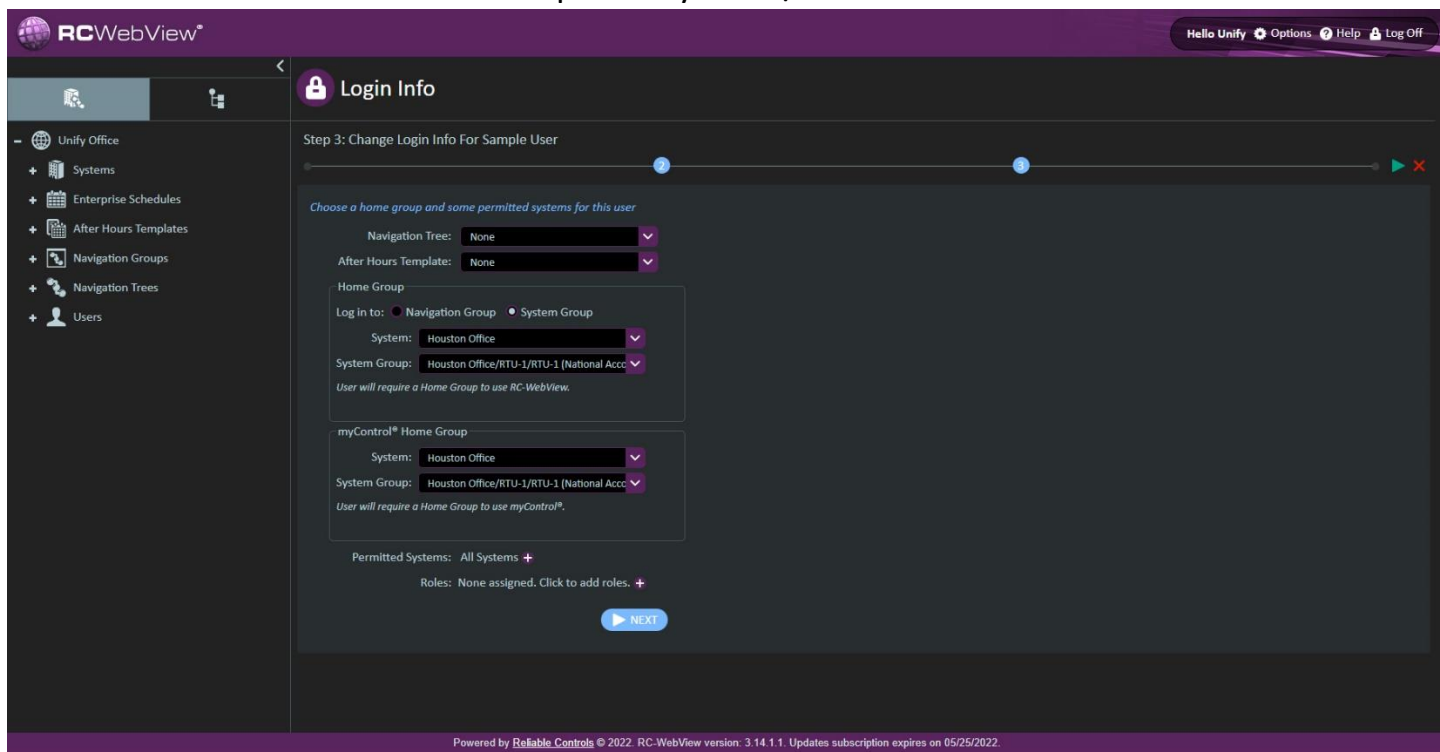 RCWebView®
Hello Unify Options Help Log Off
Login Info
Unify Office
Systems
Enterprise Schedules
After Hours Templates
Navigation Groups
Navigation Trees
Users
Step 3: Change Login Info For Sample User
2 3
Choose a home group and some permitted systems for this user
Navigation Tree: None
After Hours Template: None
Home Group
Log in to: Navigation Group System Group
System: Houston Office
System Group: Houston Office/RTU-1/RTU-1 (National Acc
User will require a Home Group to use RC-WebView.
myControl® Home Group
System: Houston Office
System Group: Houston Office/RTU-1/RTU-1 (National Acc
User will require a Home Group to use myControl®.
Permitted Systems: All Systems
Roles: None assigned. Click to add roles.
NEXT
Powered by Reliable Controls © 2022. RC-WebView version: 3.14.1.1. Updates subscription expires on 05/25/2022.